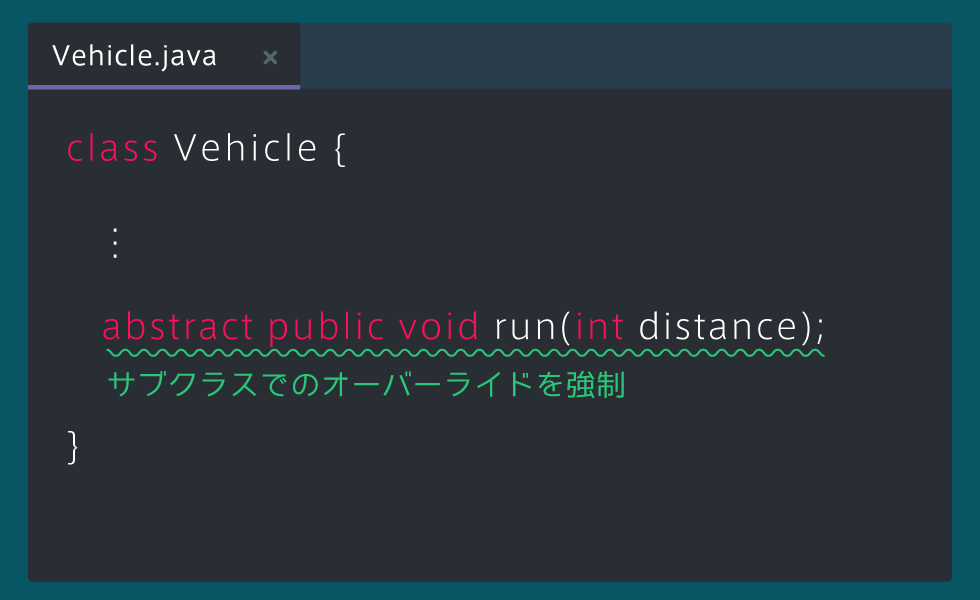 Vehicle.java ×
class Vehicle {
⋮
abstract public void run(int distance);
サブクラスでのオーバーライドを強制
}